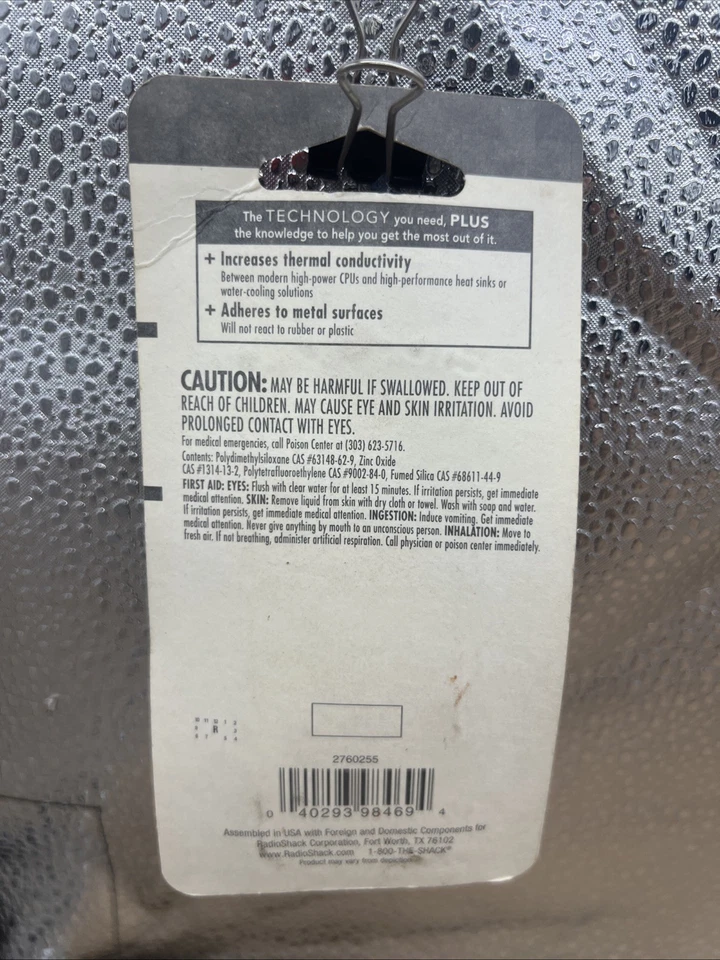 The TECHNOLOGY you need, PLUS
the knowledge to help you get the most out of it.
+ Increases thermal conductivity
Between modern high-power CPUs and high-performance heat sinks or
water-cooling solutions
+ Adheres to metal surfaces
Will not react to rubber or plastic
CAUTION: MAY BE HARMFUL IF SWALLOWED. KEEP OUT OF
REACH OF CHILDREN. MAY CAUSE EYE AND SKIN IRRITATION. AVOID
PROLONGED CONTACT WITH EYES.
For medical emergencies, call Poison Center at (303) 623-5716.
Contents: Polydimethylsiloxane CAS #63148-62-9, Zinc Oxide
CAS #1314-13-2, Polytetrafluoroethylene CAS #9002-84-0, Fumed Silica CAS #68611-44-9
FIRST AID: EYES: Flush with clear water for at least 15 minutes. If irritation persists, get immediate
medical attention. SKIN: Remove liquid from skin with dry cloth or towel. Wash with soap and water.
If irritation persists, get immediate medical attention. INGESTION: Induce vomiting. Get immediate
medical attention. Never give anything by mouth to an unconscious person. INHALATION: Move to
fresh air. If not breathing, administer artificial respiration. Call physician or poison center immediately.
2760255
0 40293 98469 4
Assembled in USA with Foreign and Domestic Components for
RadioShack Corporation, Fort Worth, TX 76102
www.RadioShack.com 1-800-THE-SHACK®
Product may vary from depiction.